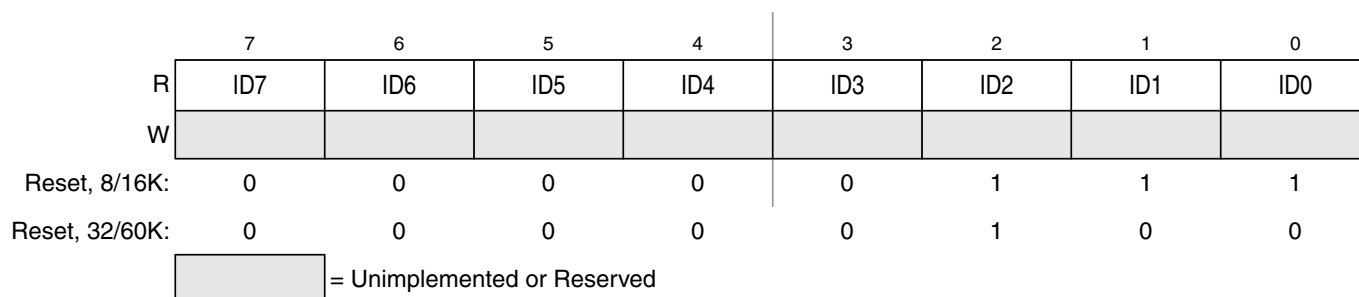 7 6 5 4 3 2 1 0
R ID7 ID6 ID5 ID4 ID3 ID2 ID1 ID0
W
Reset, 8/16K: 0 0 0 0 0 1 1 1
Reset, 32/60K: 0 0 0 0 0 1 0 0
= Unimplemented or Reserved